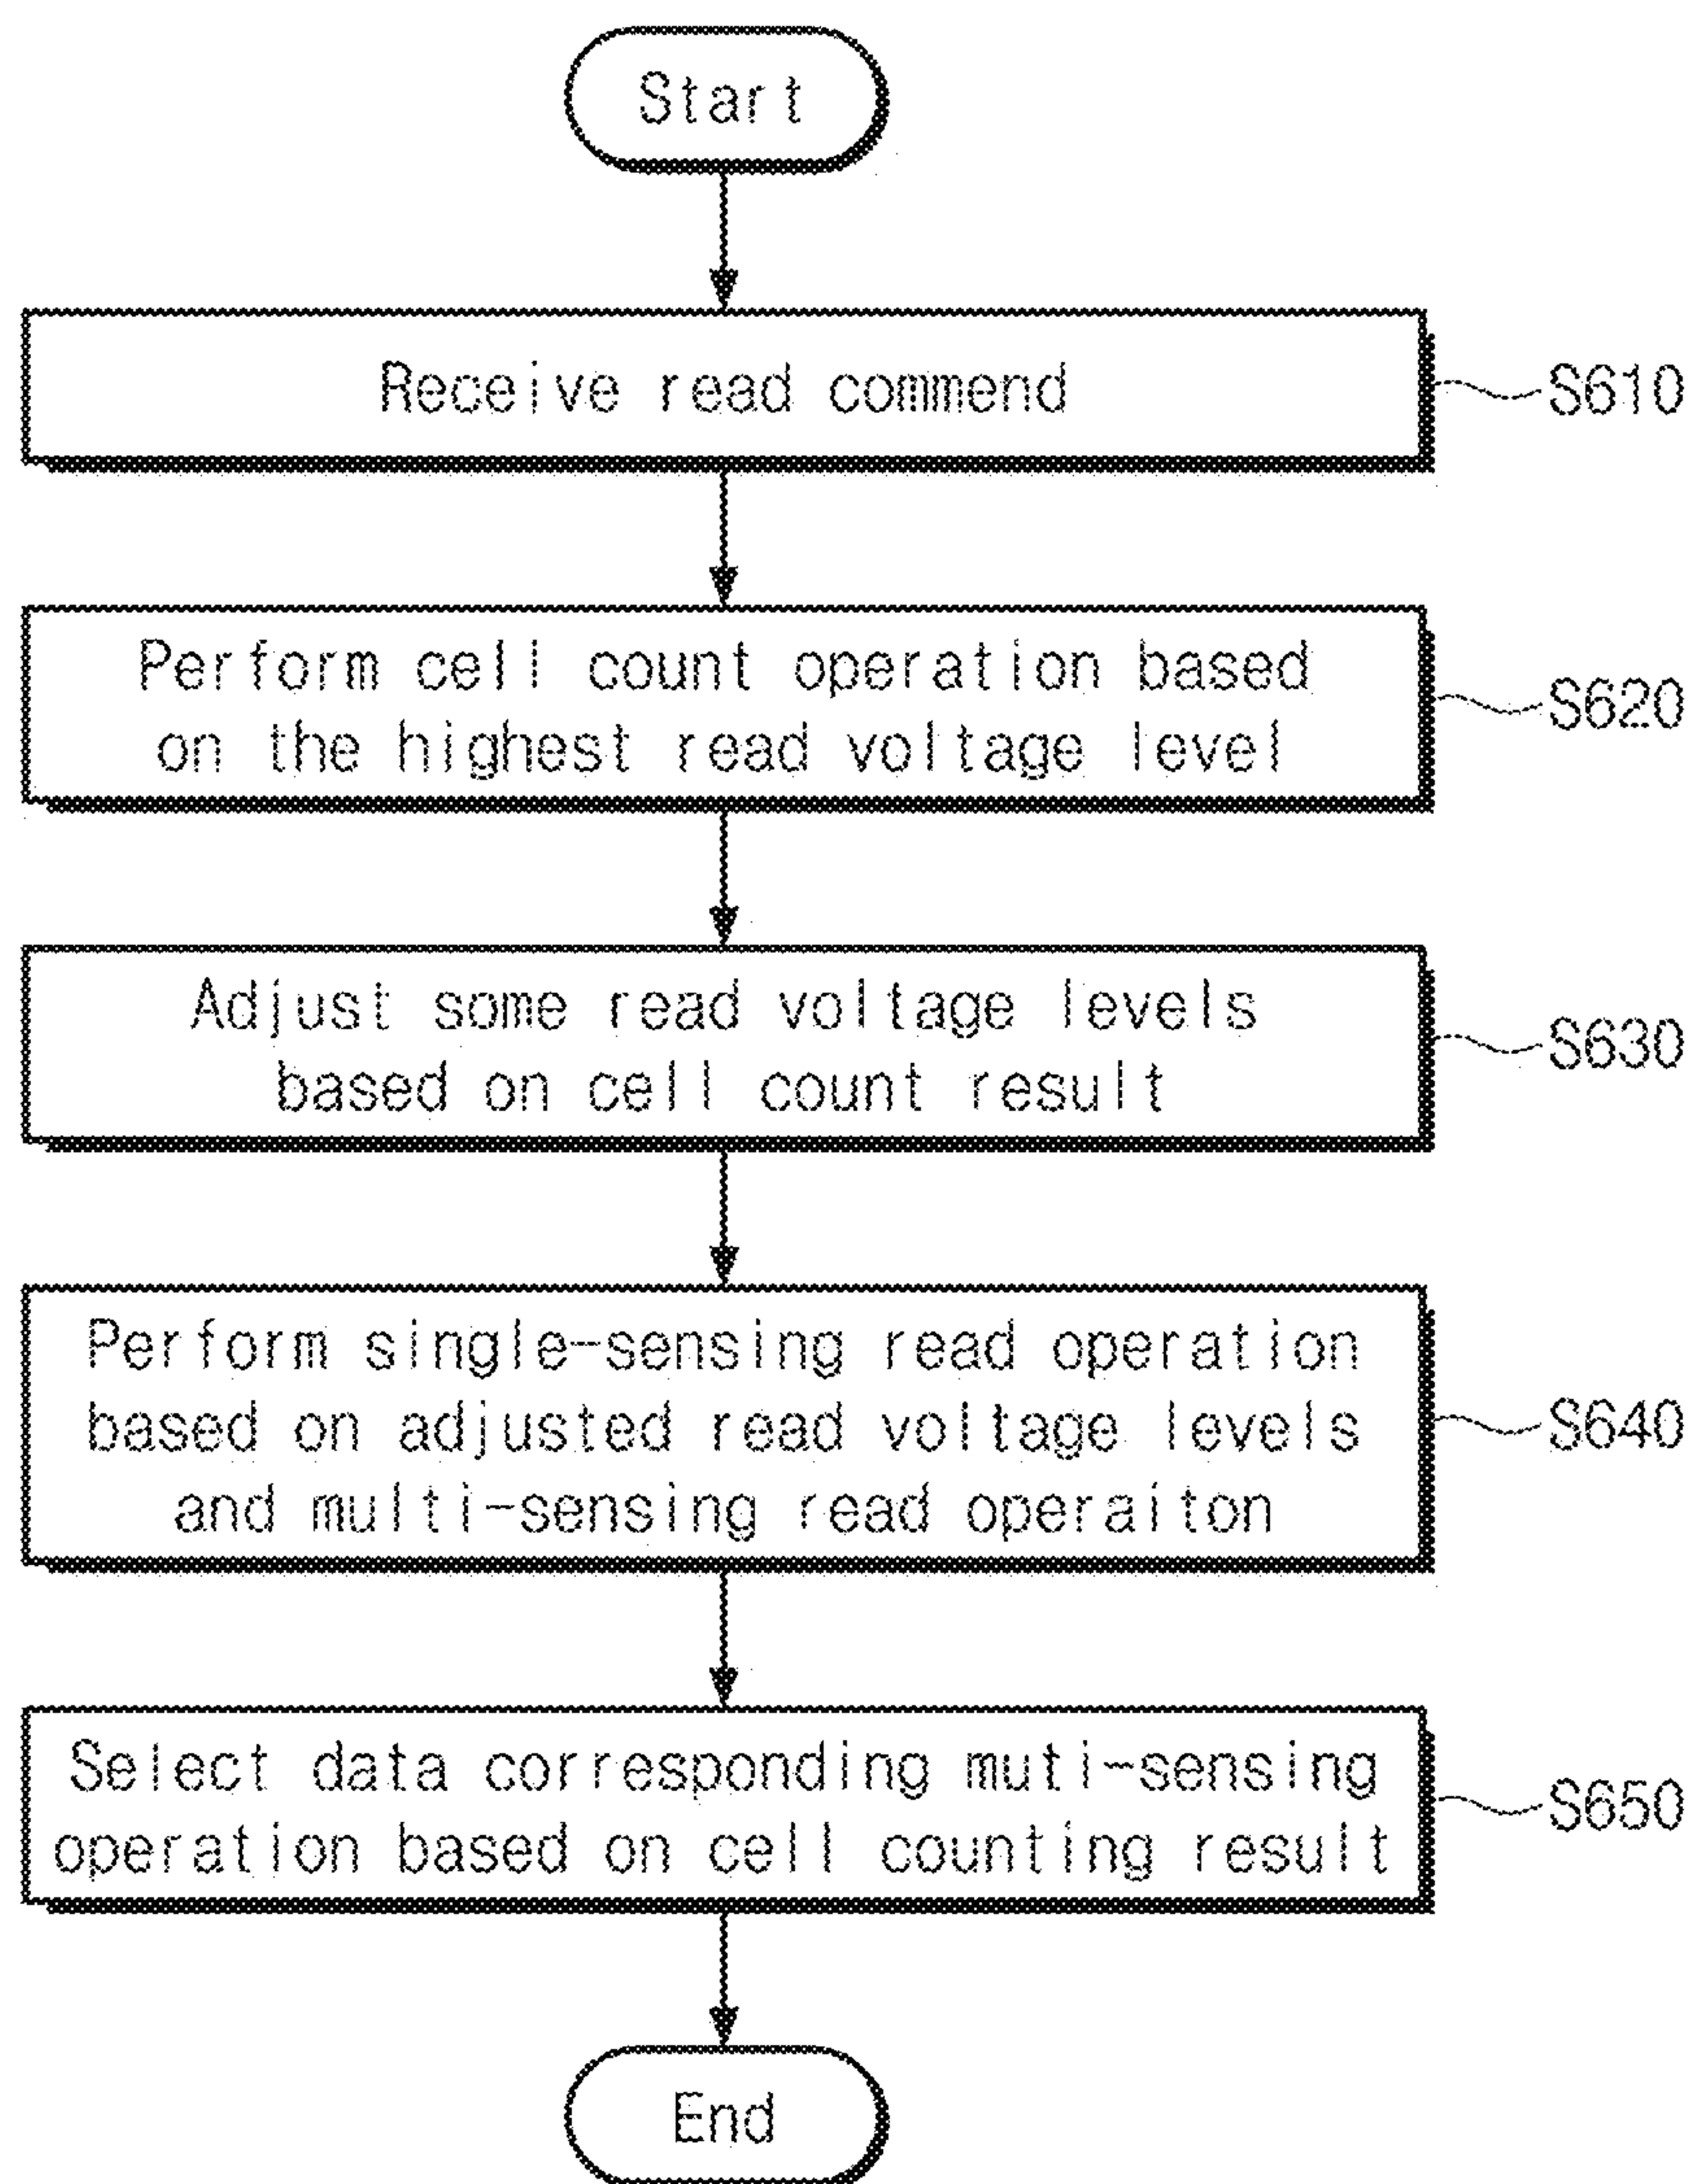 Start
Receive read commend
S610
Perform cell count operation based
on the highest read voltage level
S620
Adjust some read voltage levels
based on cell count result
S630
Perform single-sensing read operation
based on adjusted read voltage levels
and multi-sensing read operaiton
S640
Select data corresponding muti-sensing
operation based on cell counting result
S650
End